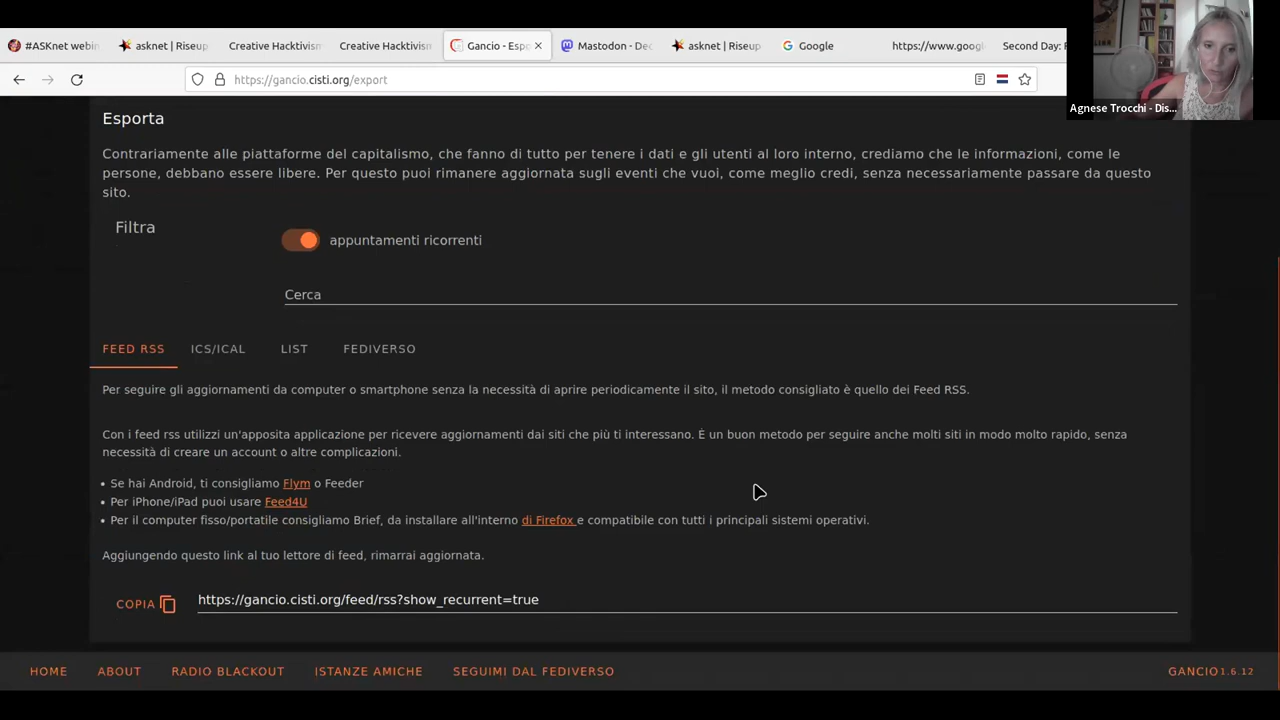 #ASKnet webin
asknet | Riseup
Creative Hacktivism
Creative Hacktivism
Gancio - Espo
Mastodon - Dec
asknet | Riseup
Google
https://www.googl
Second Day: F
https://gancio.cisti.org/export
Agnese Trocchi - Dis...
Esporta
Contrariamente alle piattaforme del capitalismo, che fanno di tutto per tenere i dati e gli utenti al loro interno, crediamo che le informazioni, come le
persone, debbano essere libere. Per questo puoi rimanere aggiornata sugli eventi che vuoi, come meglio credi, senza necessariamente passare da questo
sito.
Filtra
appuntamenti ricorrenti
Cerca
FEED RSS
ICS/ICAL
LIST
FEDIVERSO
Per seguire gli aggiornamenti da computer o smartphone senza la necessità di aprire periodicamente il sito, il metodo consigliato è quello dei Feed RSS.
Con i feed rss utilizzi un'apposita applicazione per ricevere aggiornamenti dai siti che più ti interessano. È un buon metodo per seguire anche molti siti in modo molto rapido, senza
necessità di creare un account o altre complicazioni.
• Se hai Android, ti consigliamo Flym o Feeder
• Per iPhone/iPad puoi usare Feed4U
• Per il computer fisso/portatile consigliamo Brief, da installare all'interno di Firefox e compatibile con tutti i principali sistemi operativi.
Aggiungendo questo link al tuo lettore di feed, rimarrai aggiornata.
COPIA
https://gancio.cisti.org/feed/rss?show_recurrent=true
HOME
ABOUT
RADIO BLACKOUT
ISTANZE AMICHE
SEGUIMI DAL FEDIVERSO
GANCIO 1.6.12